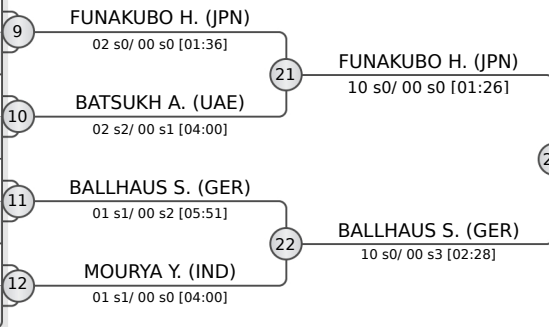 FUNAKUBO H. (JPN)
9
02 s0/ 00 s0 [01:36]
FUNAKUBO H. (JPN)
21
10 s0/ 00 s0 [01:26]
BATSUKH A. (UAE)
10
02 s2/ 00 s1 [04:00]
2
BALLHAUS S. (GER)
11
01 s1/ 00 s2 [05:51]
BALLHAUS S. (GER)
22
10 s0/ 00 s3 [02:28]
MOURYA Y. (IND)
12
01 s1/ 00 s0 [04:00]